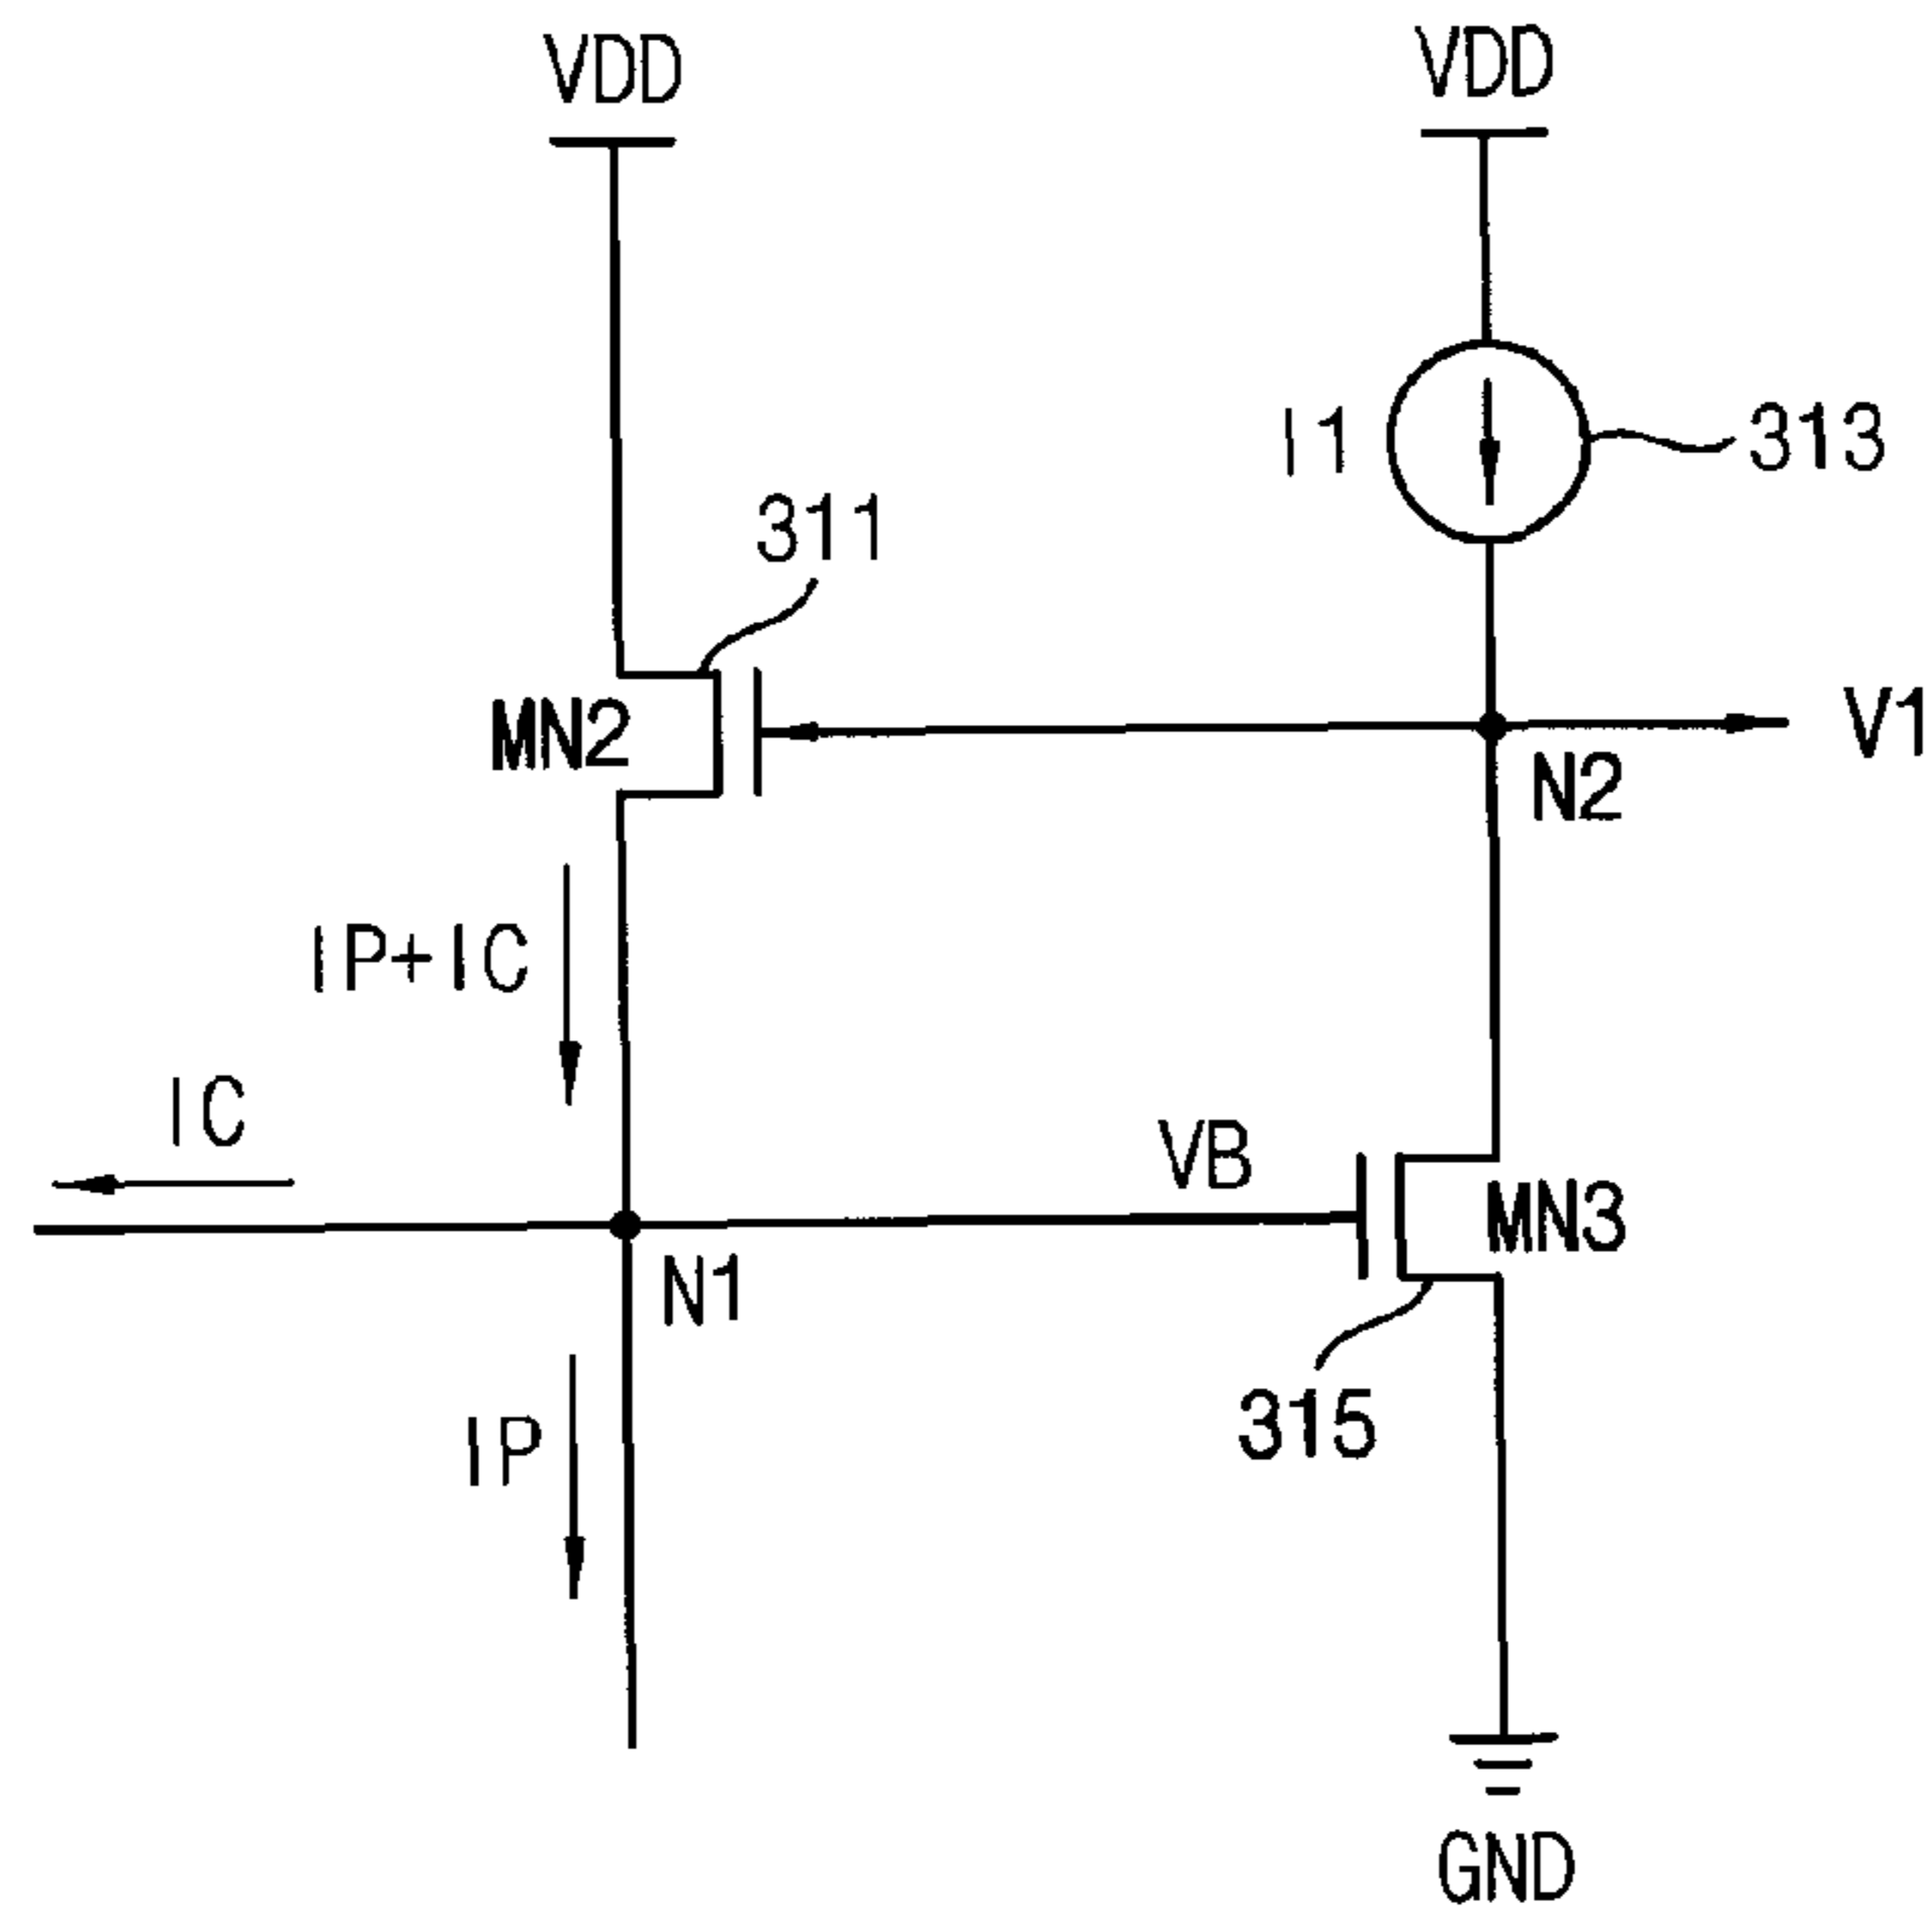 VDD
VDD
I1
313
311
MN2
V1
N2
IP+IC
IC
VB
MN3
N1
315
IP
GND